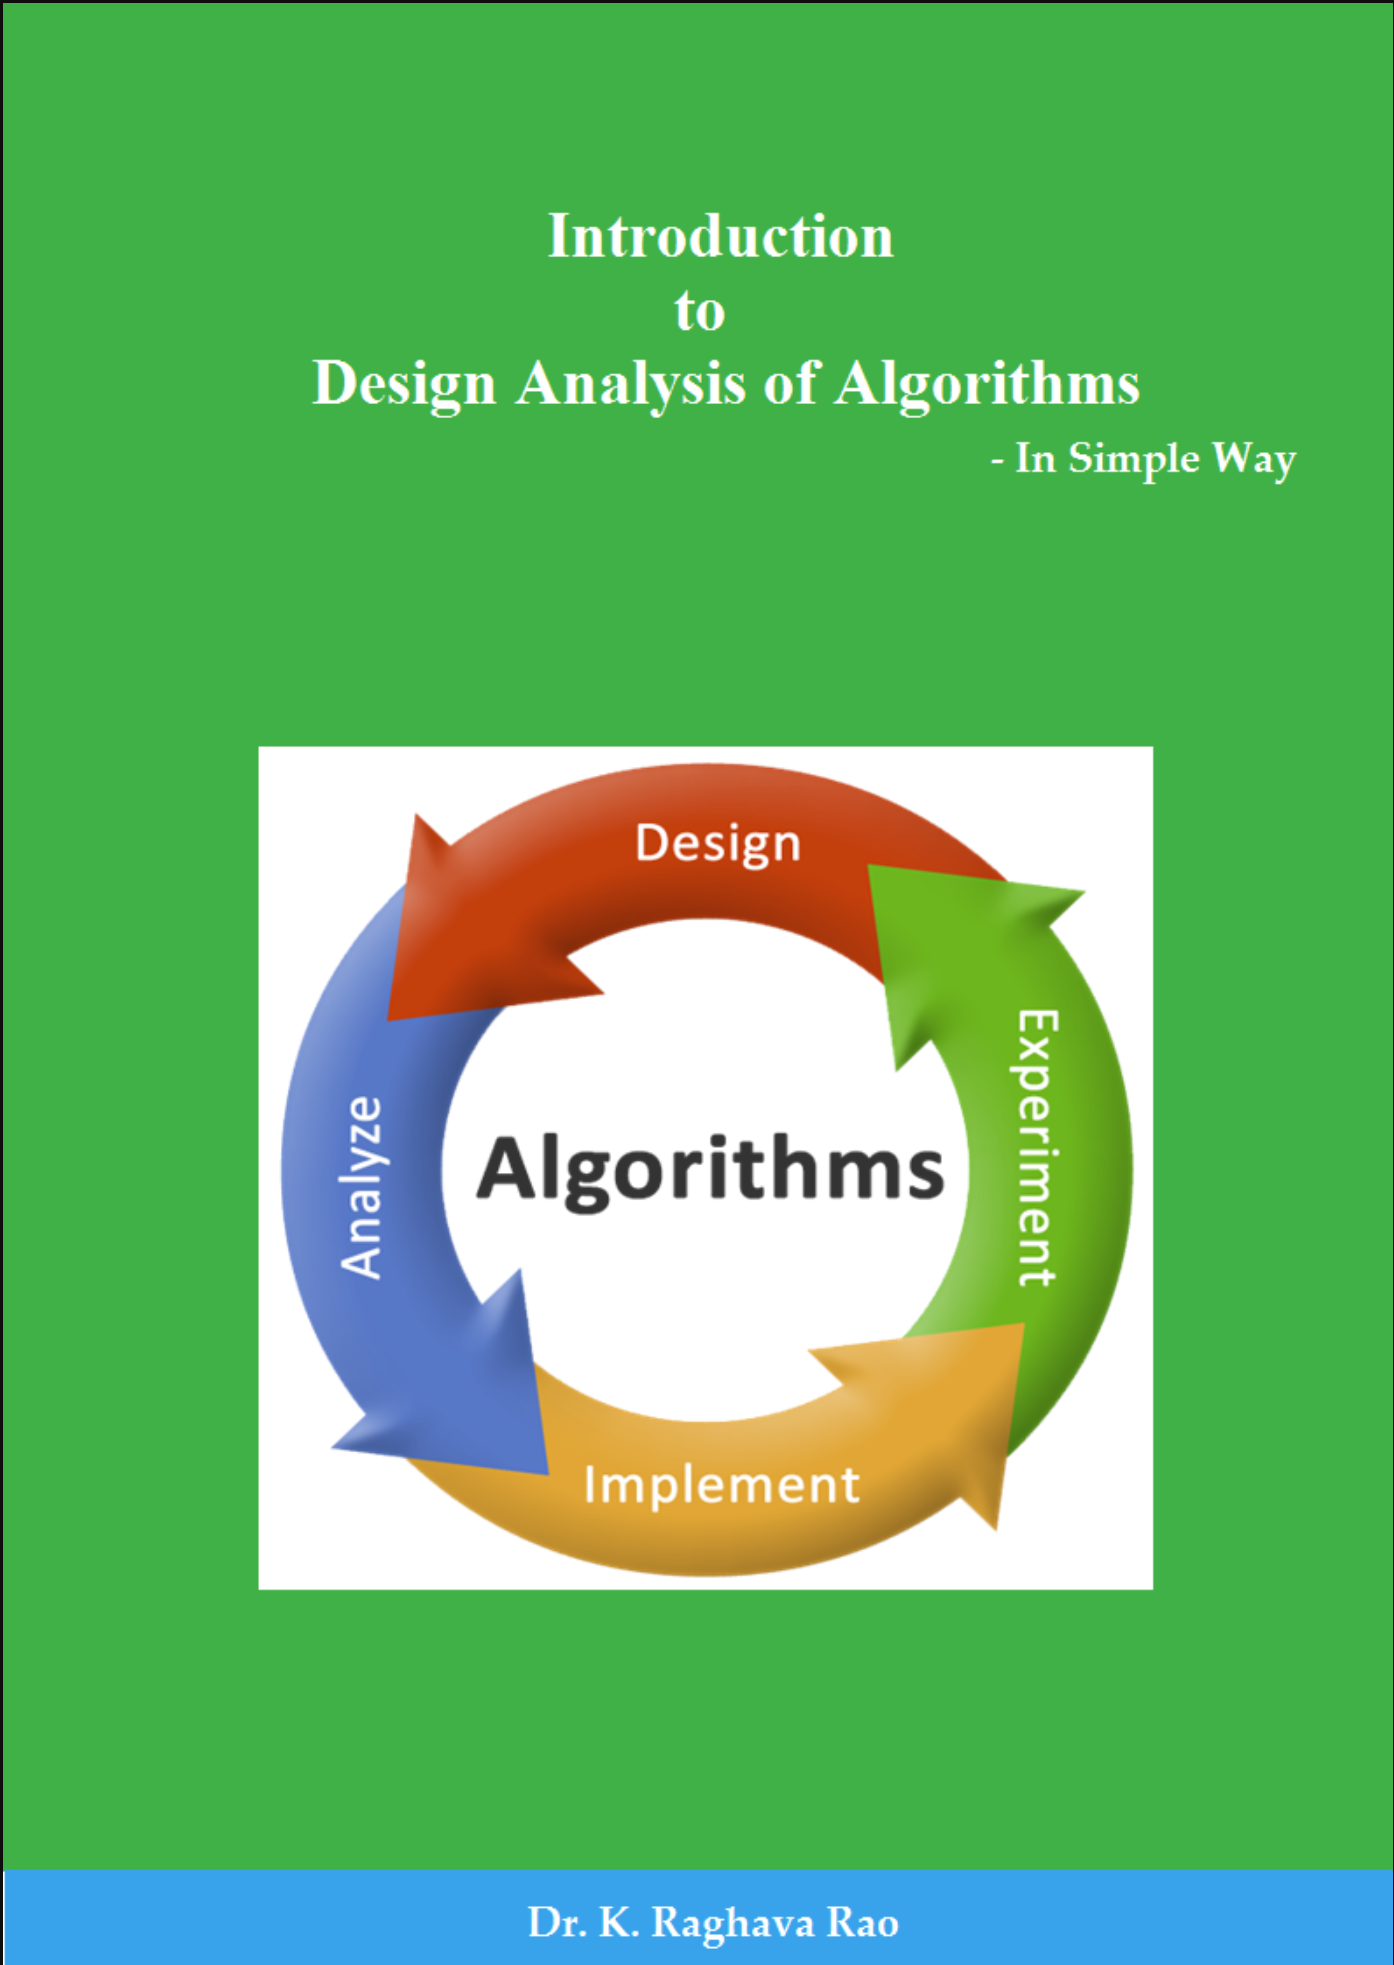 Introduction
to
Design Analysis of Algorithms
- In Simple Way
Design
Analyze
Algorithms
Experiment
Implement
Dr. K. Raghava Rao